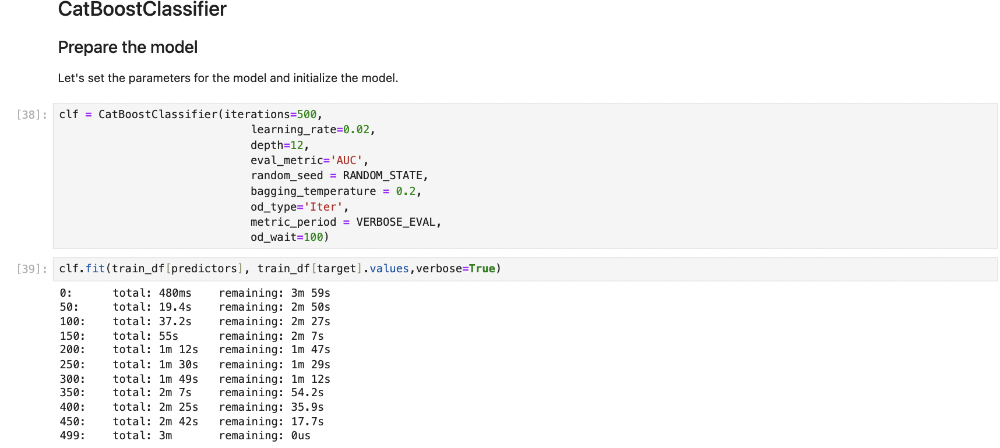 CatBoostClassifier
Prepare the model
Let's set the parameters for the model and initialize the model.
[38]: clf = CatBoostClassifier(iterations=500,
learning_rate=0.02,
depth=12,
eval_metric='AUC',
random_seed = RANDOM_STATE,
bagging_temperature = 0.2,
od_type='Iter',
metric_period = VERBOSE_EVAL,
od_wait=100)
[39]: clf.fit(train_df[predictors], train_df[target].values,verbose=True)
0: total: 480ms remaining: 3m 59s
50: total: 19.4s remaining: 2m 50s
100: total: 37.2s remaining: 2m 27s
150: total: 55s remaining: 2m 7s
200: total: 1m 12s remaining: 1m 47s
250: total: 1m 30s remaining: 1m 29s
300: total: 1m 49s remaining: 1m 12s
350: total: 2m 7s remaining: 54.2s
400: total: 2m 25s remaining: 35.9s
450: total: 2m 42s remaining: 17.7s
499: total: 3m remaining: 0us